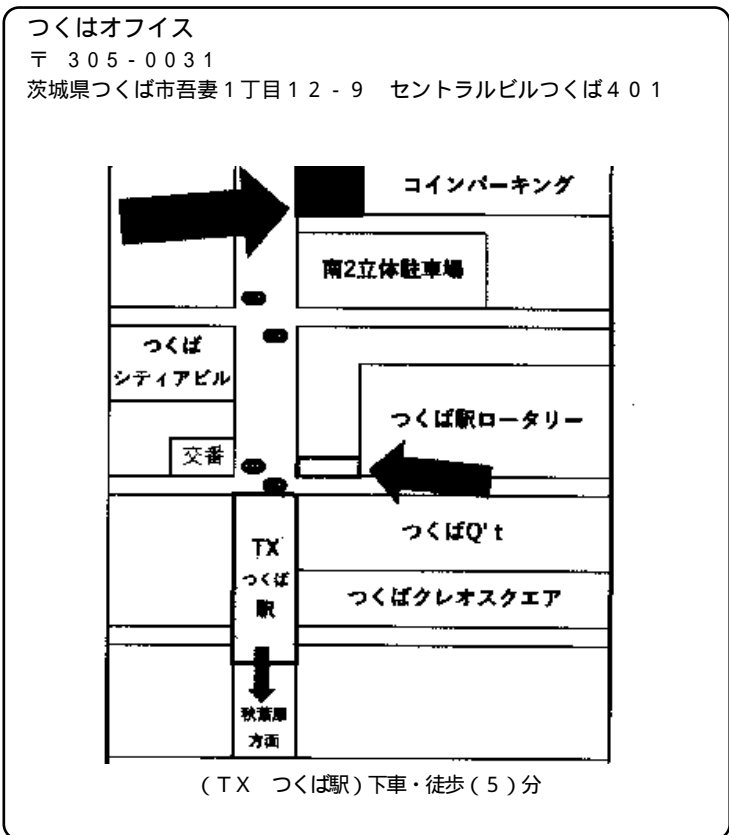 つくはオフイス
〒 305-0031
茨城県つくば市吾妻1丁目12-9 セントラルビルつくば401
コインパーキング
南2立体駐車場
つくば
シティアビル
つくば駅ロータリー
交番
つくばQ't
TX
つくば
駅
つくばクレオスクエア
秋葉原
方面
(TX つくば駅)下車・徒歩(5)分